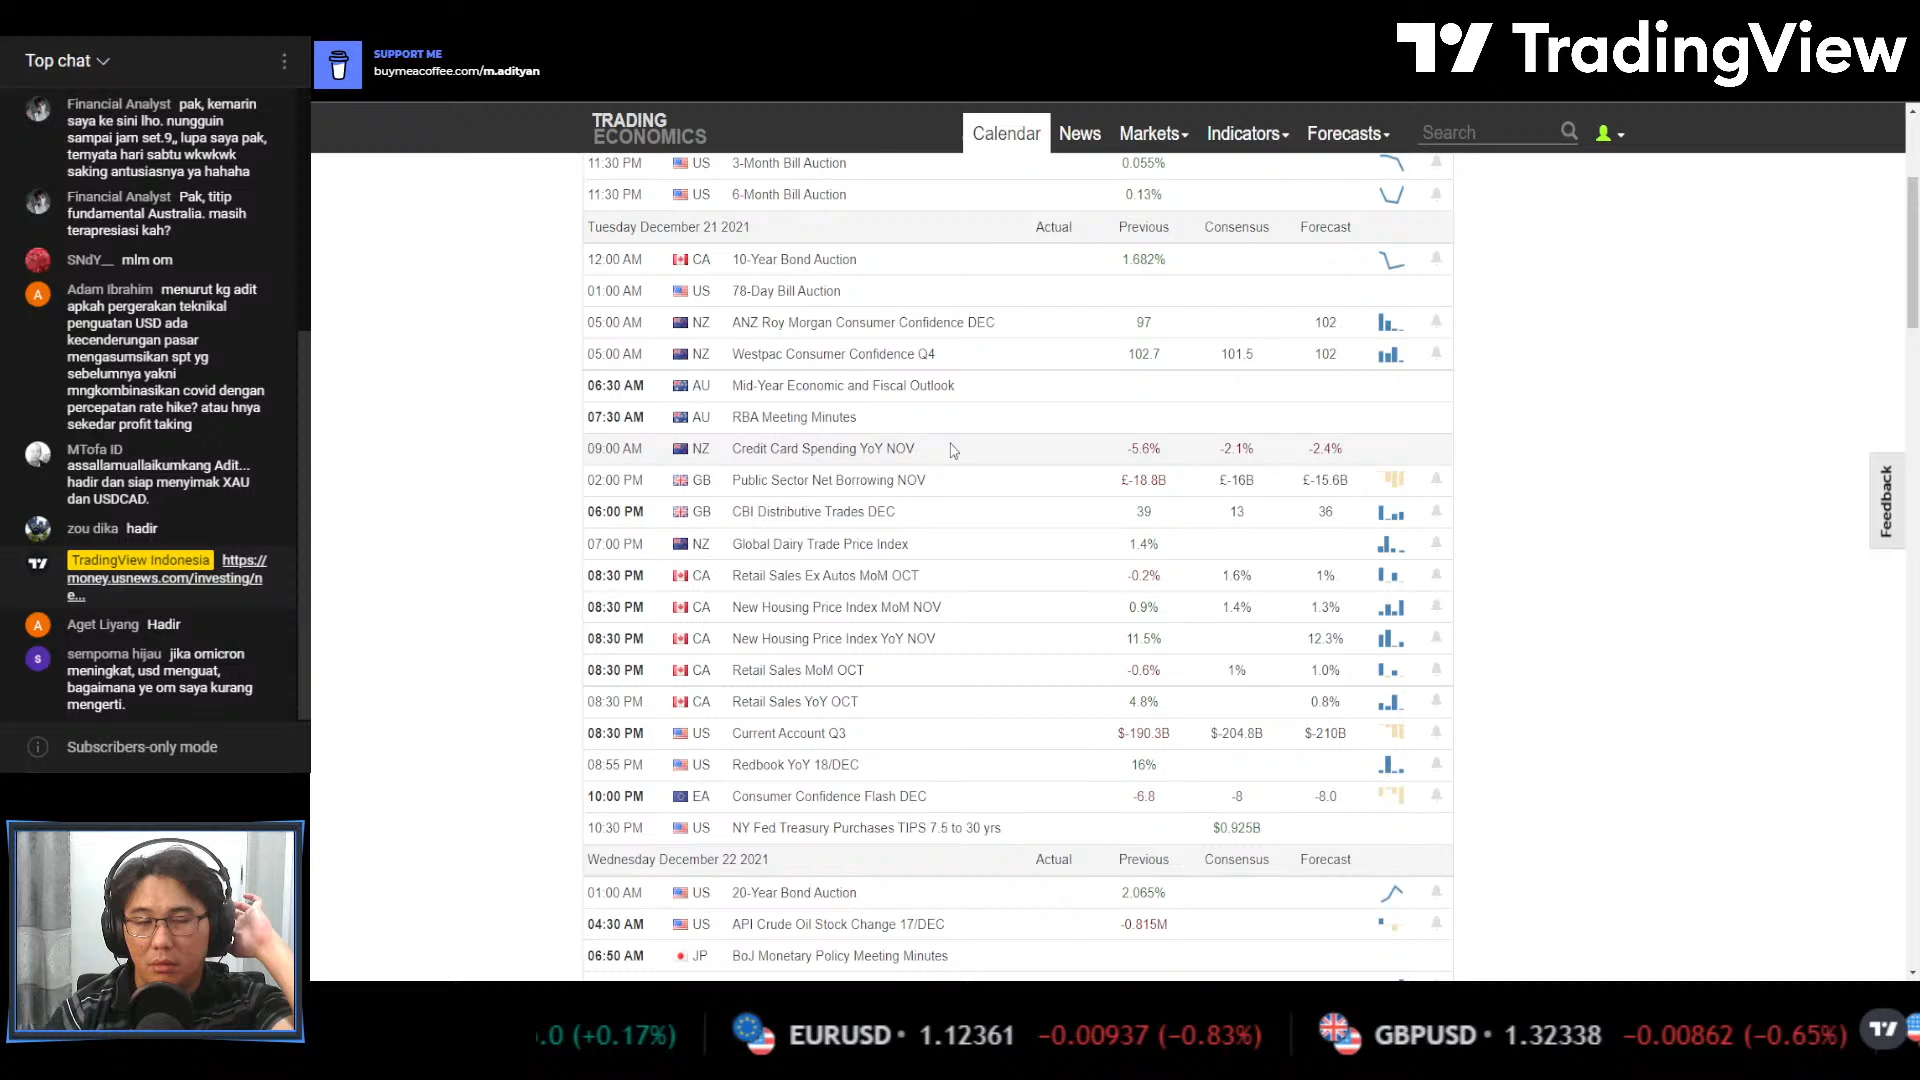 TradingView
Top chat
SUPPORT ME
buymeacoffee.com/m.adityan
Financial Analyst pak, kemarin
saya ke sini lho. nungguin
sampai jam set.9,, lupa saya pak,
ternyata hari sabtu wkwkwk
saking antusiasnya ya hahaha
Financial Analyst Pak, titip
fundamental Australia. masih
terapresiasi kah?
SNdY__ mlm om
A
Adam Ibrahim menurut kg adit
apkah pergerakan teknikal
penguatan USD ada
kecenderungan pasar
mengasumsikan spt yg
sebelumnya yakni
mngkombinasikan covid dengan
percepatan rate hike? atau hnya
sekedar profit taking
MTofa ID
assallamuallaikumkang Adit...
hadir dan siap menyimak XAU
dan USDCAD.
zou dika hadir
TradingView Indonesia https://
money.usnews.com/investing/n
e...
A
Aget Liyang Hadir
s
sempoma hijau jika omicron
meningkat, usd menguat,
bagaimana ye om saya kurang
mengerti.
Subscribers-only mode
TRADING
ECONOMICS
Calendar News Markets Indicators Forecasts Search
11:30 PM US 3-Month Bill Auction 0.055%
11:30 PM US 6-Month Bill Auction 0.13%
Tuesday December 21 2021 Actual Previous Consensus Forecast
12:00 AM CA 10-Year Bond Auction 1.682%
01:00 AM US 78-Day Bill Auction
05:00 AM NZ ANZ Roy Morgan Consumer Confidence DEC 97 102
05:00 AM NZ Westpac Consumer Confidence Q4 102.7 101.5 102
06:30 AM AU Mid-Year Economic and Fiscal Outlook
07:30 AM AU RBA Meeting Minutes
09:00 AM NZ Credit Card Spending YoY NOV -5.6% -2.1% -2.4%
02:00 PM GB Public Sector Net Borrowing NOV £-18.8B £-16B £-15.6B
06:00 PM GB CBI Distributive Trades DEC 39 13 36
07:00 PM NZ Global Dairy Trade Price Index 1.4%
08:30 PM CA Retail Sales Ex Autos MoM OCT -0.2% 1.6% 1%
08:30 PM CA New Housing Price Index MoM NOV 0.9% 1.4% 1.3%
08:30 PM CA New Housing Price Index YoY NOV 11.5% 12.3%
08:30 PM CA Retail Sales MoM OCT -0.6% 1% 1.0%
08:30 PM CA Retail Sales YoY OCT 4.8% 0.8%
08:30 PM US Current Account Q3 $-190.3B $-204.8B $-210B
08:55 PM US Redbook YoY 18/DEC 16%
10:00 PM EA Consumer Confidence Flash DEC -6.8 -8 -8.0
10:30 PM US NY Fed Treasury Purchases TIPS 7.5 to 30 yrs $0.925B
Wednesday December 22 2021 Actual Previous Consensus Forecast
01:00 AM US 20-Year Bond Auction 2.065%
04:30 AM US API Crude Oil Stock Change 17/DEC -0.815M
06:50 AM JP BoJ Monetary Policy Meeting Minutes
Feedback
.0 (+0.17%) EURUSD • 1.12361 -0.00937 (-0.83%) GBPUSD • 1.32338 -0.00862 (-0.65%)